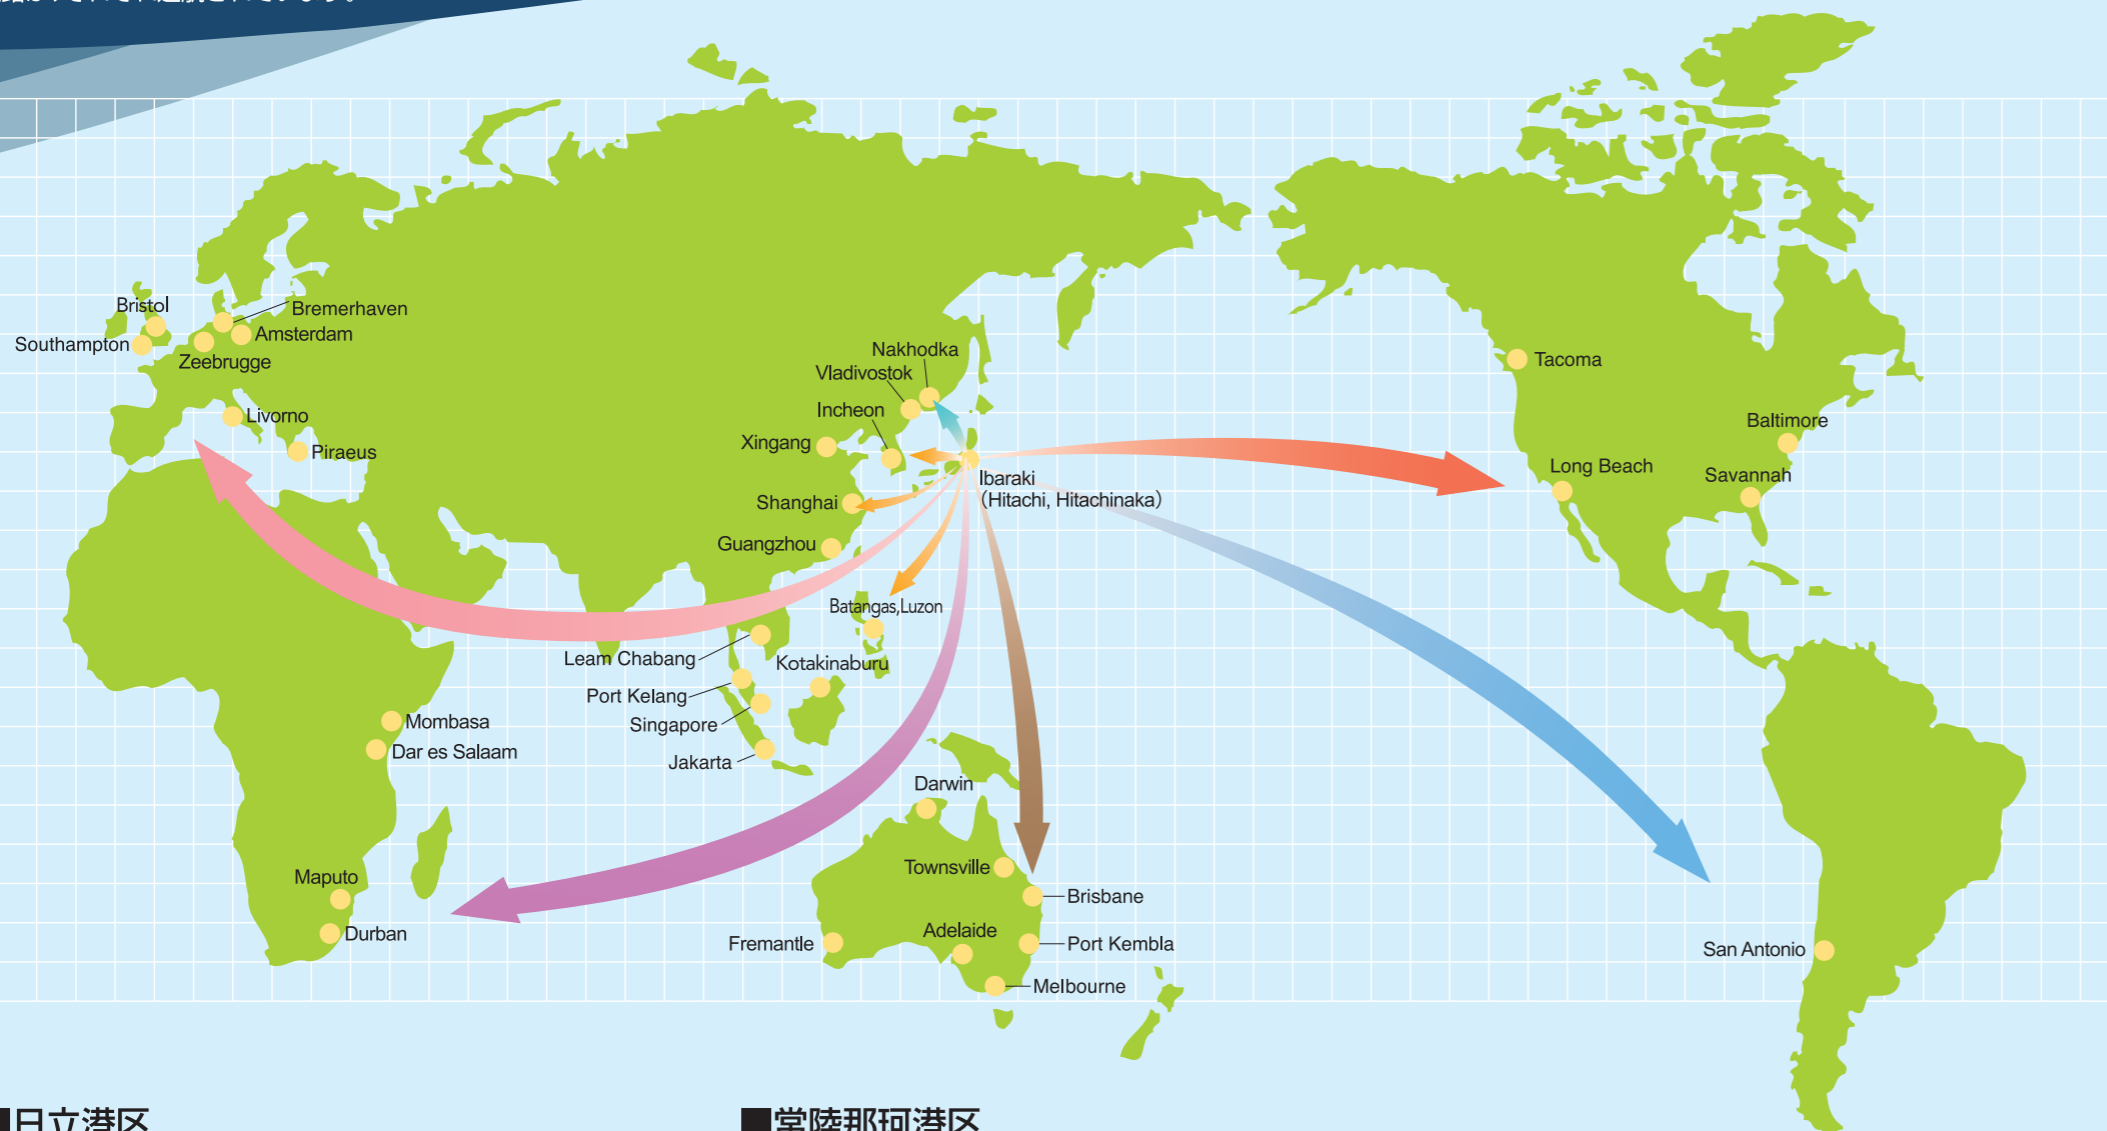 Bristol
Bremerhaven
Southampton
Amsterdam
Zeebrugge
Livorno
Piraeus
Nakhodka
Vladivostok
Incheon
Xingang
Shanghai
Guangzhou
Ibaraki
（Hitachi, Hitachinaka）
Tacoma
Baltimore
Long Beach
Savannah
Batangas,Luzon
Leam Chabang
Kotakinaburu
Port Kelang
Singapore
Jakarta
Mombasa
Dar es Salaam
Maputo
Durban
Darwin
Townsville
Brisbane
Fremantle
Adelaide
Port Kembla
Melbourne
San Antonio
■日立港区
■常陸那珂港区